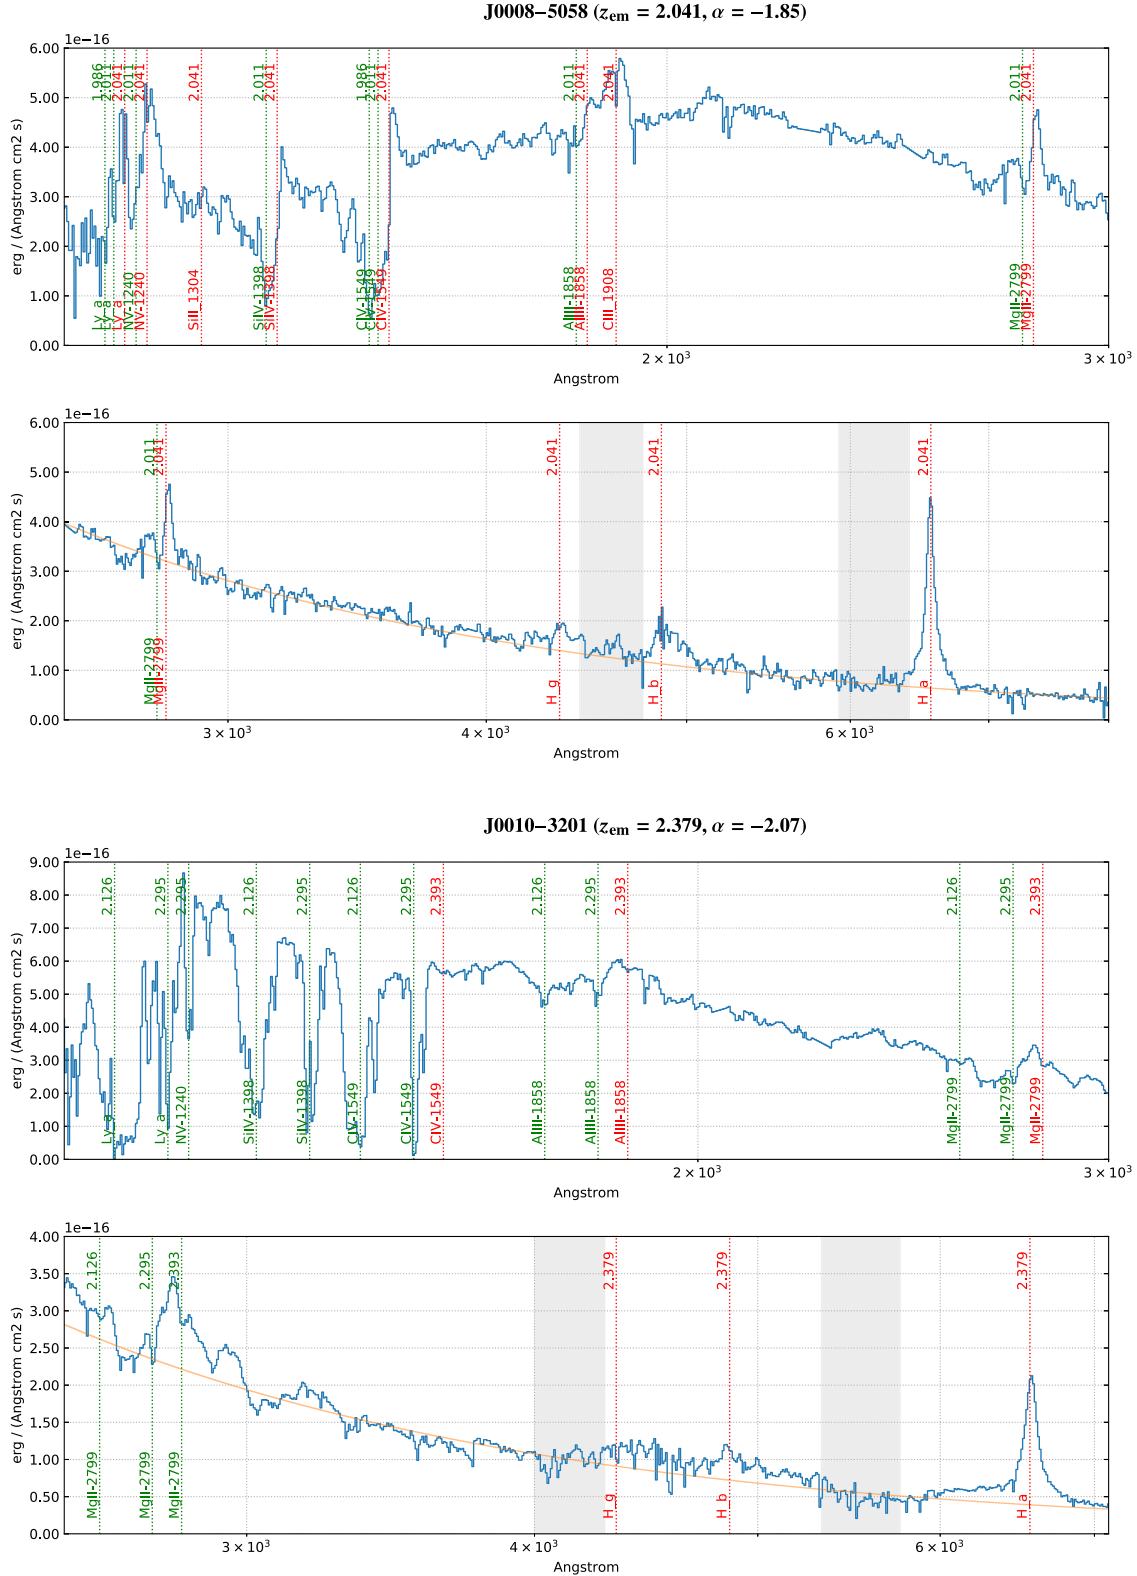 J0008−5058 (z_em = 2.041, α = −1.85)
1e−16
6.00
5.00
4.00
3.00
2.00
1.00
0.00
erg / (Angstrom cm2 s)
1.986 2.011 2.041 2.011 2.041 2.041 2.011 2.041 1.986 2.011 2.041 2.011 2.041 2.041 2.011 2.041
Ly_a Ly_a Ly_a NV-1240 NV-1240 SiII_1304 SiIV-1398 SiIV-1398 CIV-1549 CIV-1549 CIV-1549 AlIII-1858 AlIII-1858 CIII_1908 MgII-2799 MgII-2799
2 × 10³ 3 × 10³
Angstrom
1e−16
6.00
5.00
4.00
3.00
2.00
1.00
0.00
erg / (Angstrom cm2 s)
2.011 2.041 2.041 2.041 2.041
MgII-2799 MgII-2799 H_g H_b H_a
3 × 10³ 4 × 10³ 6 × 10³
Angstrom
J0010−3201 (z_em = 2.379, α = −2.07)
1e−16
9.00
8.00
7.00
6.00
5.00
4.00
3.00
2.00
1.00
0.00
erg / (Angstrom cm2 s)
2.126 2.295 2.295 2.126 2.295 2.126 2.295 2.393 2.126 2.295 2.393 2.126 2.295 2.393
Ly_a Ly_a NV-1240 SiIV-1398 SiIV-1398 CIV-1549 CIV-1549 CIV-1549 AlIII-1858 AlIII-1858 AlIII-1858 MgII-2799 MgII-2799 MgII-2799
2 × 10³ 3 × 10³
Angstrom
1e−16
4.00
3.50
3.00
2.50
2.00
1.50
1.00
0.50
0.00
erg / (Angstrom cm2 s)
2.126 2.295 2.393 2.379 2.379 2.379
MgII-2799 MgII-2799 MgII-2799 H_g H_b H_a
3 × 10³ 4 × 10³ 6 × 10³
Angstrom